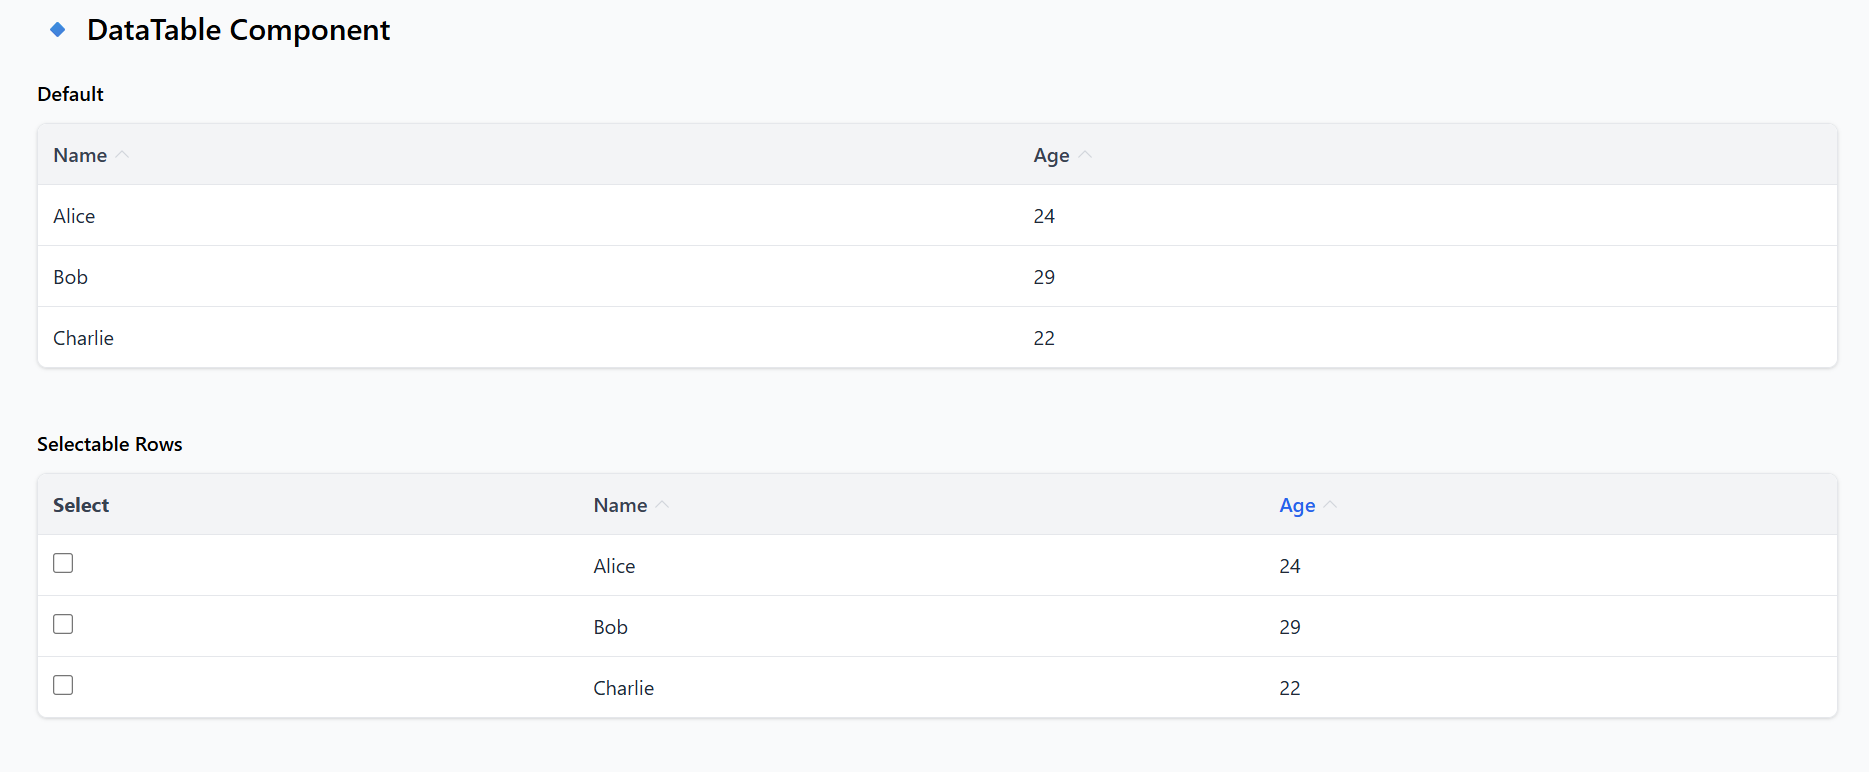 DataTable Component
Default
Name Age
Alice 24
Bob 29
Charlie 22
Selectable Rows
Select Name Age
Alice 24
Bob 29
Charlie 22